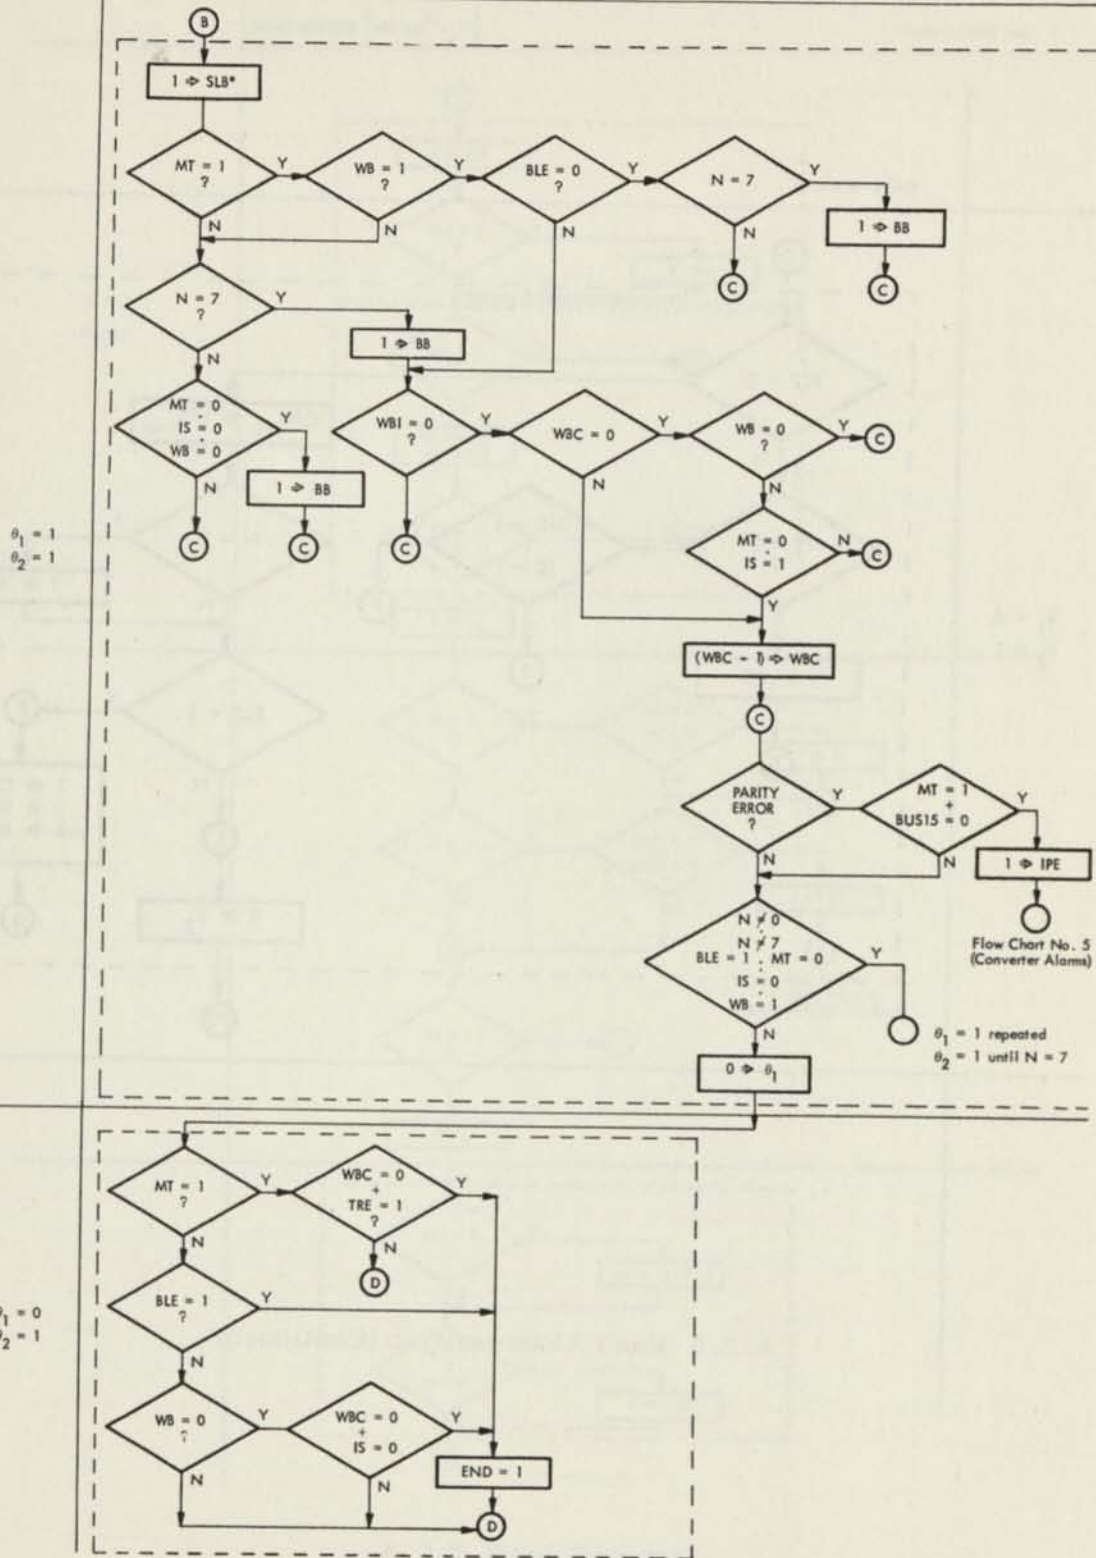 B
1 ⇒ SLB*
MT = 1
?
Y
N
WB = 1
?
Y
N
BLE = 0
?
Y
N
N = 7
Y
N
1 ⇒ BB
C
C
N = 7
?
Y
N
1 ⇒ BB
MT = 0
.
IS = 0
.
WB = 0
Y
N
1 ⇒ BB
C
C
WBI = 0
?
Y
N
C
WBC = 0
Y
N
WB = 0
?
Y
N
C
MT = 0
.
IS = 1
N
Y
C
θ1 = 1
θ2 = 1
(WBC - 1) ⇒ WBC
C
PARITY
ERROR
?
Y
N
MT = 1
+
BUS15 = 0
Y
N
1 ⇒ IPE
Flow Chart No. 5
(Converter Alarms)
N ≠ 0
.
N ≠ 7
BLE = 1 . MT = 0
.
IS = 0
.
WB = 1
Y
N
θ1 = 1 repeated
θ2 = 1 until N = 7
0 ⇒ θ1
MT = 1
?
Y
N
WBC = 0
+
TRE = 1
?
Y
N
D
θ1 = 0
θ2 = 1
BLE = 1
?
Y
N
WB = 0
?
Y
N
WBC = 0
+
IS = 0
Y
N
END = 1
D